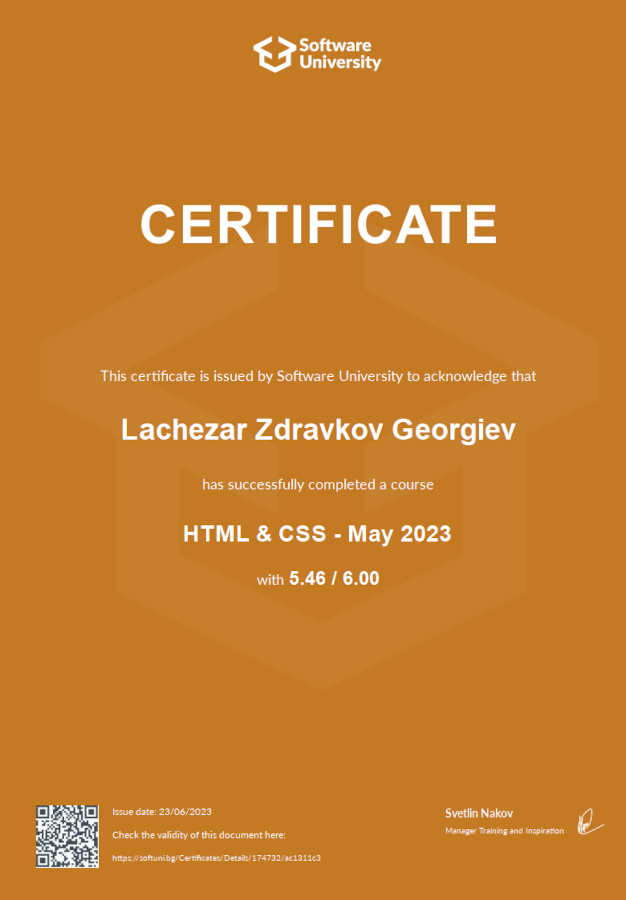 Software
University
CERTIFICATE
This certificate is issued by Software University to acknowledge that
Lachezar Zdravkov Georgiev
has successfully completed a course
HTML & CSS - May 2023
with 5.46 / 6.00
Issue date: 23/06/2023
Check the validity of this document here:
https://softuni.bg/Certificates/Details/174732/ac1311c3
Svetlin Nakov
Manager Training and Inspiration